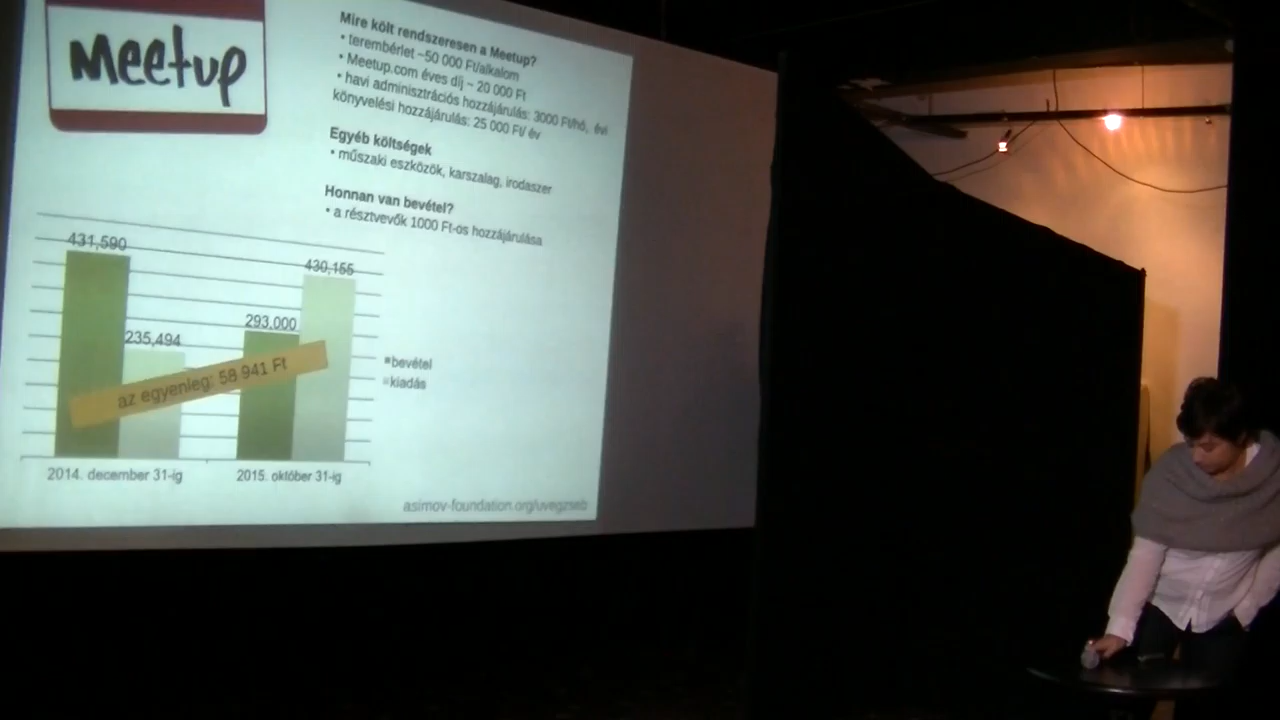 Meetup
Mire költ rendszeresen a Meetup?
• terembérlet ~50 000 Ft/alkalom
• Meetup.com éves díj ~ 20 000 Ft
• havi adminisztrációs hozzájárulás: 3000 Ft/hó, évi
könyvelési hozzájárulás: 25 000 Ft/ év
Egyéb költségek
• műszaki eszközök, karszalag, irodaszer
Honnan van bevétel?
• a résztvevők 1000 Ft-os hozzájárulása
431,590
430,155
293,000
235,494
bevétel
az egyenleg: 58 941 Ft
kiadás
2014. december 31-ig
2015. október 31-ig
asimov-foundation.org/uvegzseb